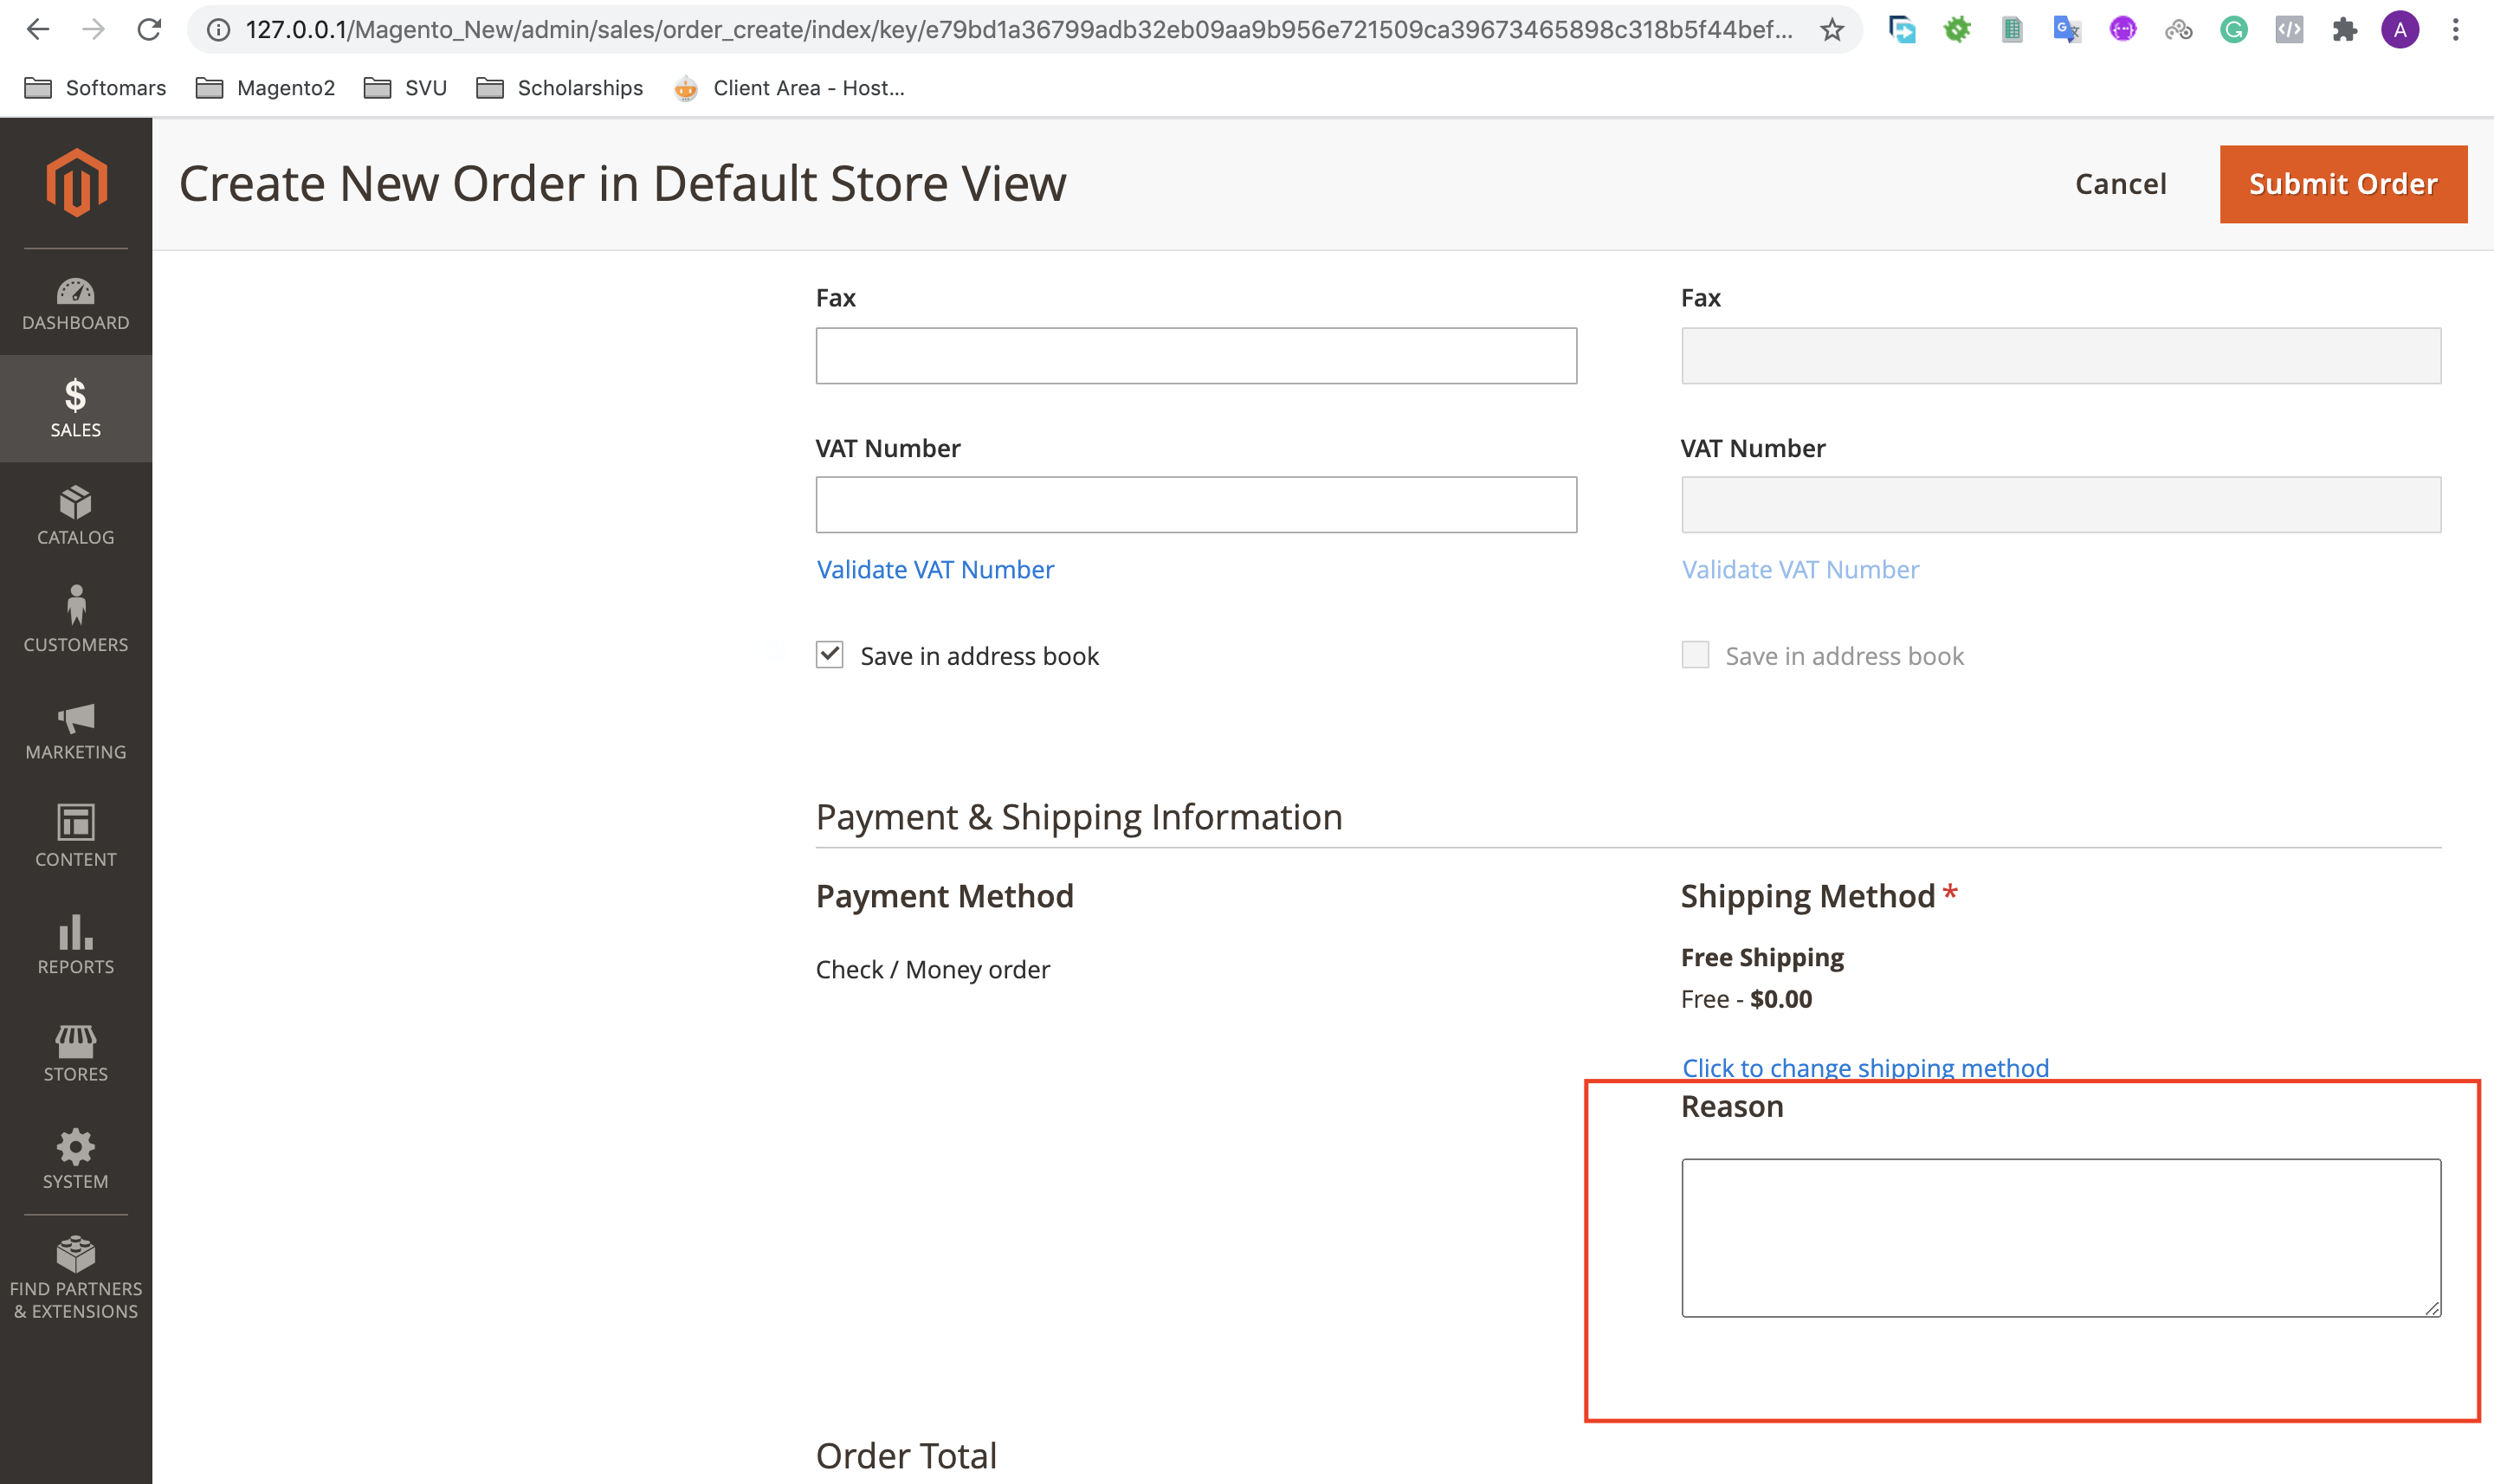 127.0.0.1/Magento_New/admin/sales/order_create/index/key/e79bd1a36799adb32eb09aa9b956e721509ca39673465898c318b5f44bef...
A
Softomars
Magento2
SVU
Scholarships
Client Area - Host...
Create New Order in Default Store View
Cancel
Submit Order
DASHBOARD
SALES
CATALOG
CUSTOMERS
MARKETING
CONTENT
REPORTS
STORES
SYSTEM
FIND PARTNERS
& EXTENSIONS
Fax
Fax
VAT Number
VAT Number
Validate VAT Number
Validate VAT Number
Save in address book
Save in address book
Payment & Shipping Information
Payment Method
Shipping Method *
Check / Money order
Free Shipping
Free - $0.00
Click to change shipping method
Reason
Order Total